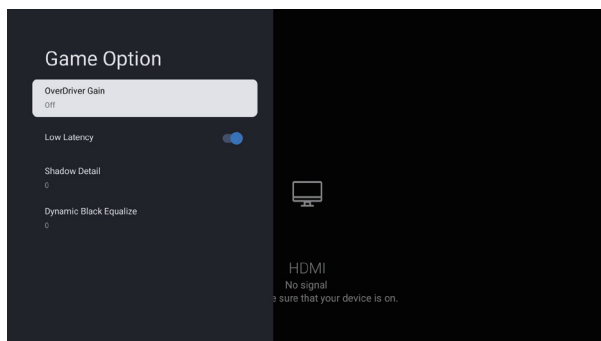 Game Option
OverDriver Gain
Off
Low Latency
Shadow Detail
0
Dynamic Black Equalize
0
HDMI
No signal
sure that your device is on.